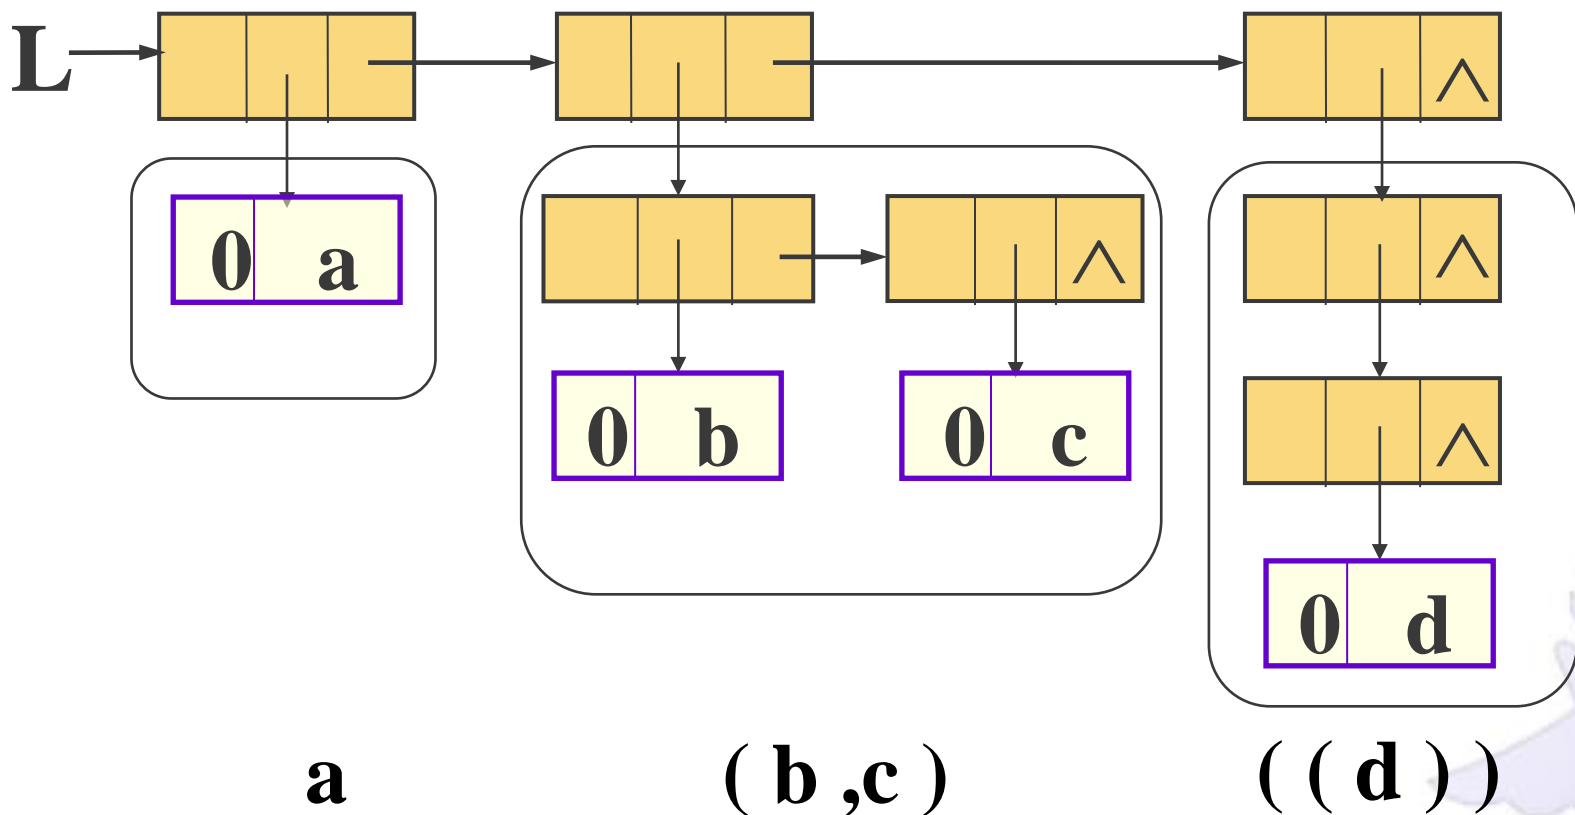 L ∧
0 a ∧ ∧
0 b 0 c ∧
0 d
a ( b ,c ) ( ( d ) )